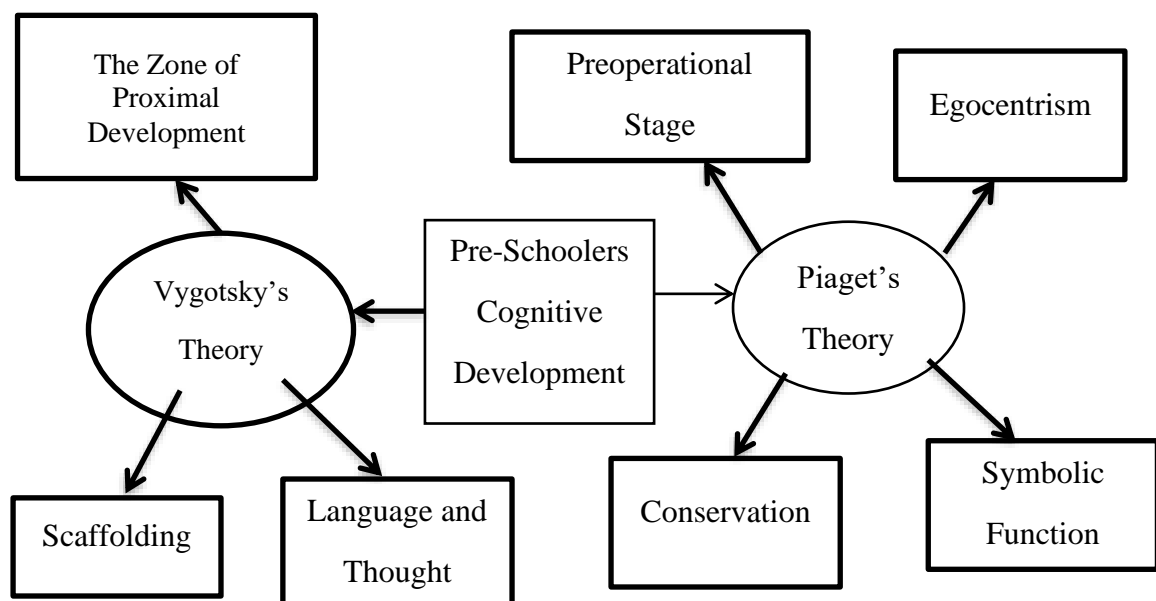 The Zone of
Proximal
Development
Preoperational
Stage
Egocentrism
Vygotsky’s
Theory
Pre-Schoolers
Cognitive
Development
Piaget’s
Theory
Scaffolding
Language and
Thought
Conservation
Symbolic
Function